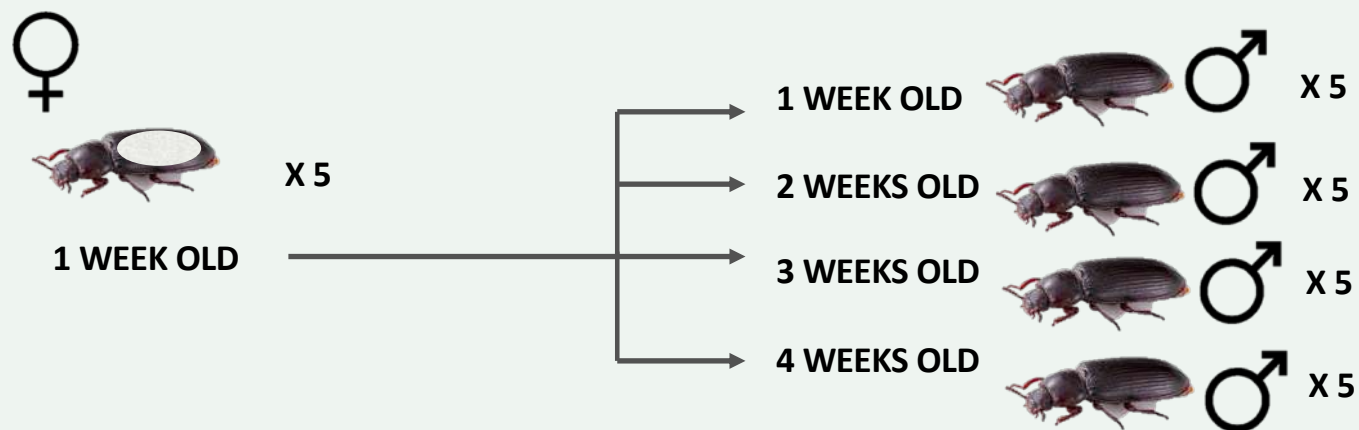 X 5
1 WEEK OLD
1 WEEK OLD X 5
2 WEEKS OLD X 5
3 WEEKS OLD X 5
4 WEEKS OLD X 5